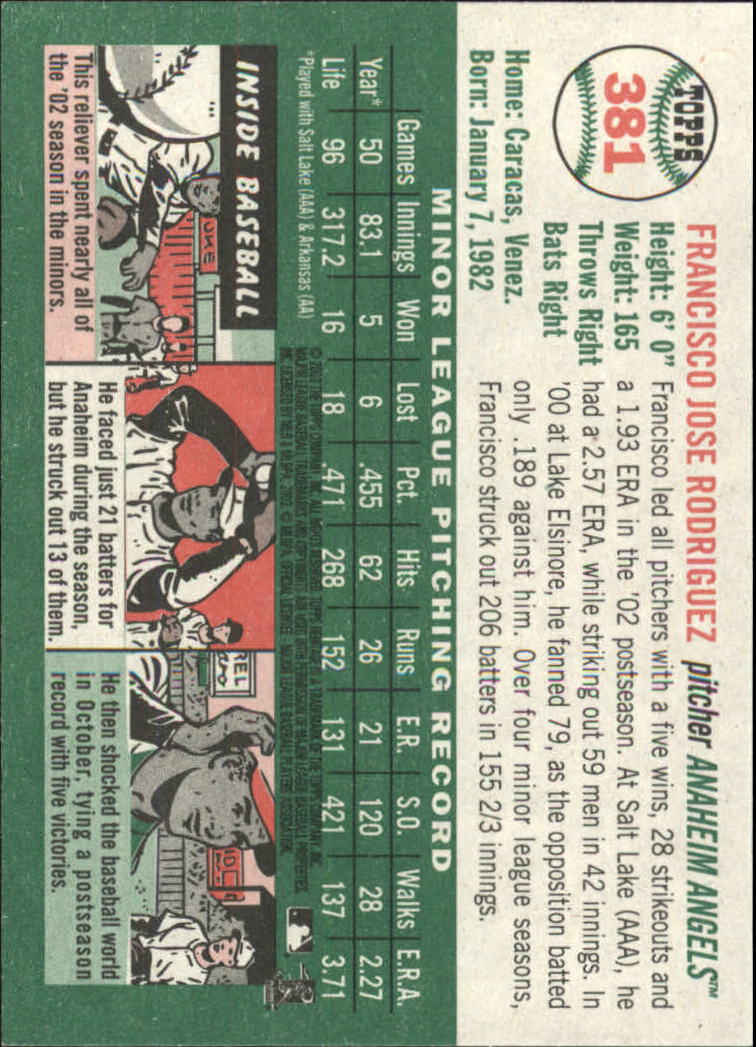 TOPPS
381
FRANCISCO JOSE RODRIGUEZ pitcher ANAHEIM ANGELS™
Height: 6' 0"
Weight: 165
Throws Right
Bats Right
Home: Caracas, Venez.
Born: January 7, 1982
Francisco led all pitchers with a five wins, 28 strikeouts and
a 1.93 ERA in the '02 postseason. At Salt Lake (AAA), he
had a 2.57 ERA, while striking out 59 men in 42 innings. In
'00 at Lake Elsinore, he fanned 79, as the opposition batted
only .189 against him. Over four minor league seasons,
Francisco struck out 206 batters in 155 2/3 innings.
MINOR LEAGUE PITCHING RECORD
Games Innings Won Lost Pct. Hits Runs E.R. S.O. Walks E.R.A.
Year* 50 83.1 5 6 .455 62 26 21 120 28 2.27
Life 96 317.2 16 18 .471 268 152 131 421 137 3.71
*Played with Salt Lake (AAA) & Arkansas (AA)
INSIDE BASEBALL
This reliever spent nearly all of
the '02 season in the minors.
He faced just 21 batters for
Anaheim during the season,
but he struck out 13 of them.
He then shocked the baseball world
in October, tying a postseason
record with five victories.